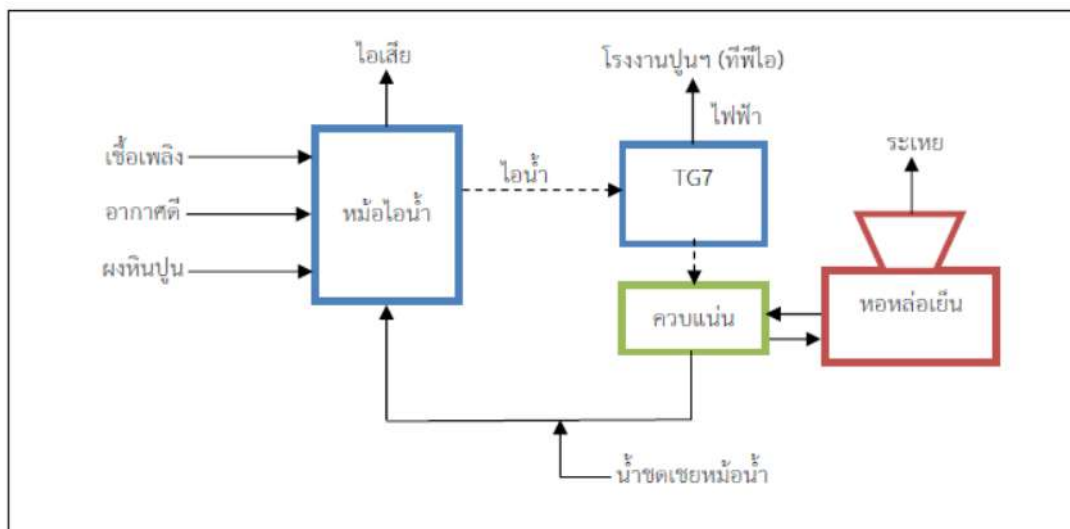 ไอเสีย
โรงงานปูนฯ (ทีพีไอ)
ไฟฟ้า
ระเหย
เชื้อเพลิง
ไอน้ำ
TG7
หม้อไอน้ำ
อากาศดี
ผงหินปูน
ควบแน่น
หอหล่อเย็น
น้ำชดเชยหม้อน้ำ